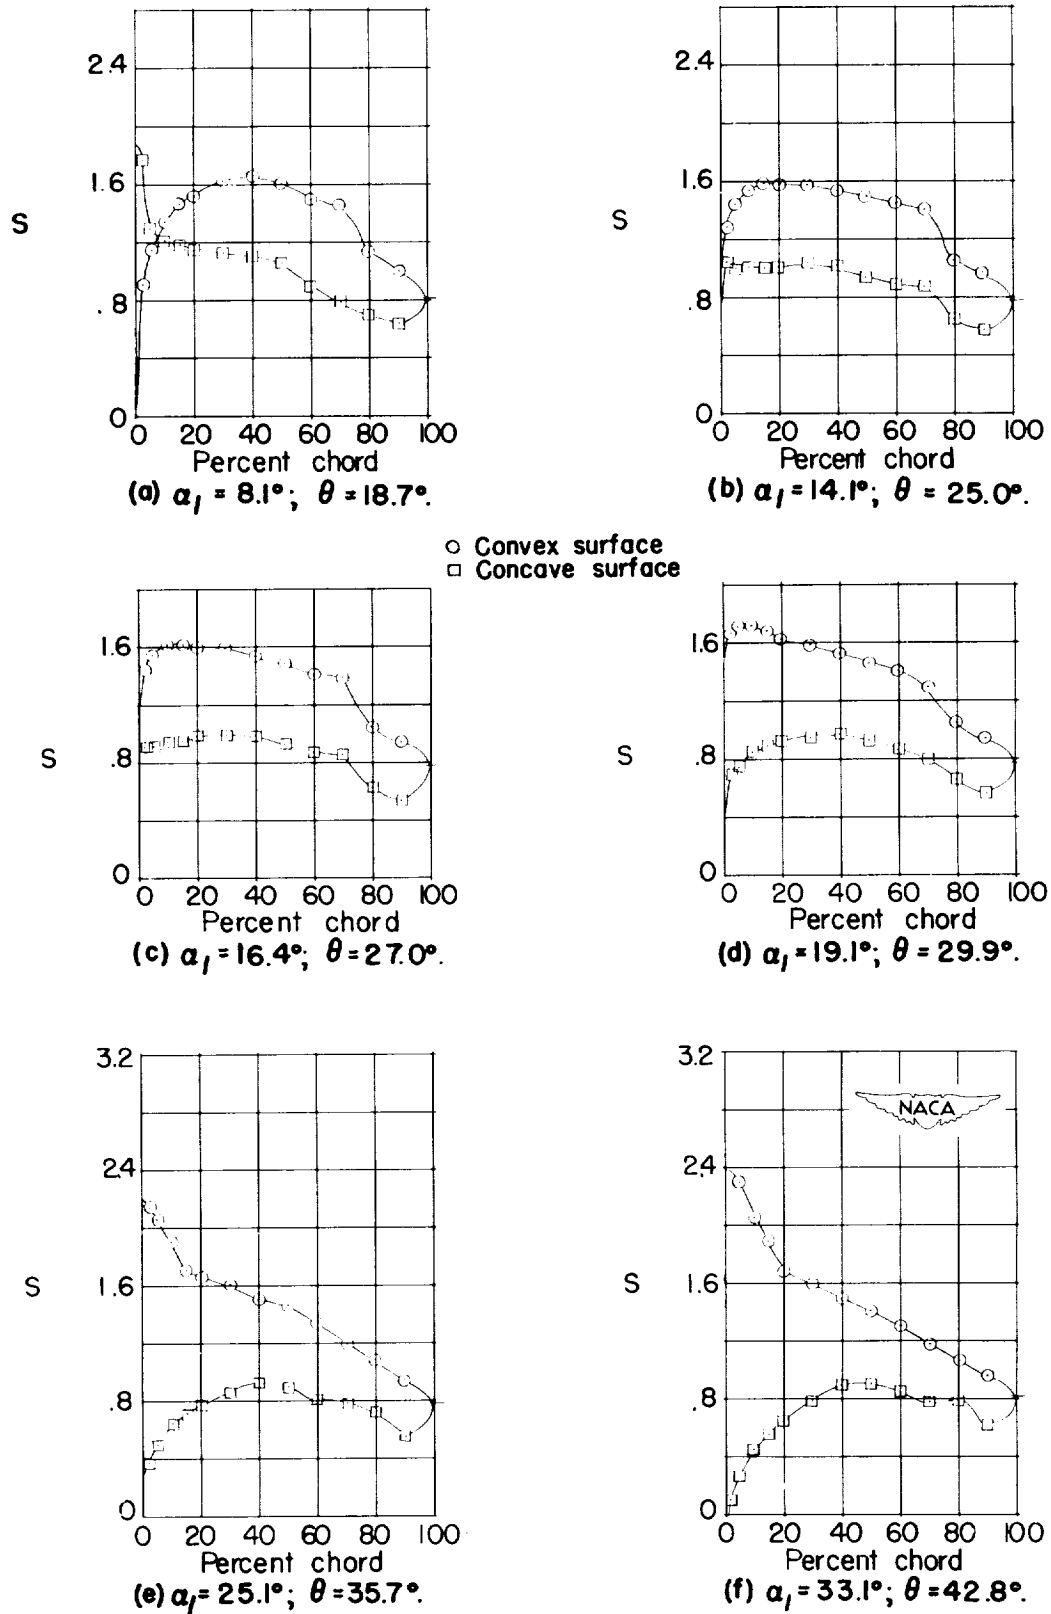 2.4
1.6
S
.8
0
0 20 40 60 80 100
Percent chord
(a) α₁ = 8.1°; θ = 18.7°.
2.4
1.6
S
.8
0
0 20 40 60 80 100
Percent chord
(b) α₁ = 14.1°; θ = 25.0°.
Convex surface
Concave surface
1.6
S
.8
0
0 20 40 60 80 100
Percent chord
(c) α₁ = 16.4°; θ = 27.0°.
1.6
S
.8
0
0 20 40 60 80 100
Percent chord
(d) α₁ = 19.1°; θ = 29.9°.
3.2
2.4
S
1.6
.8
0
0 20 40 60 80 100
Percent chord
(e) α₁ = 25.1°; θ = 35.7°.
3.2
NACA
2.4
S
1.6
.8
0
0 20 40 60 80 100
Percent chord
(f) α₁ = 33.1°; θ = 42.8°.